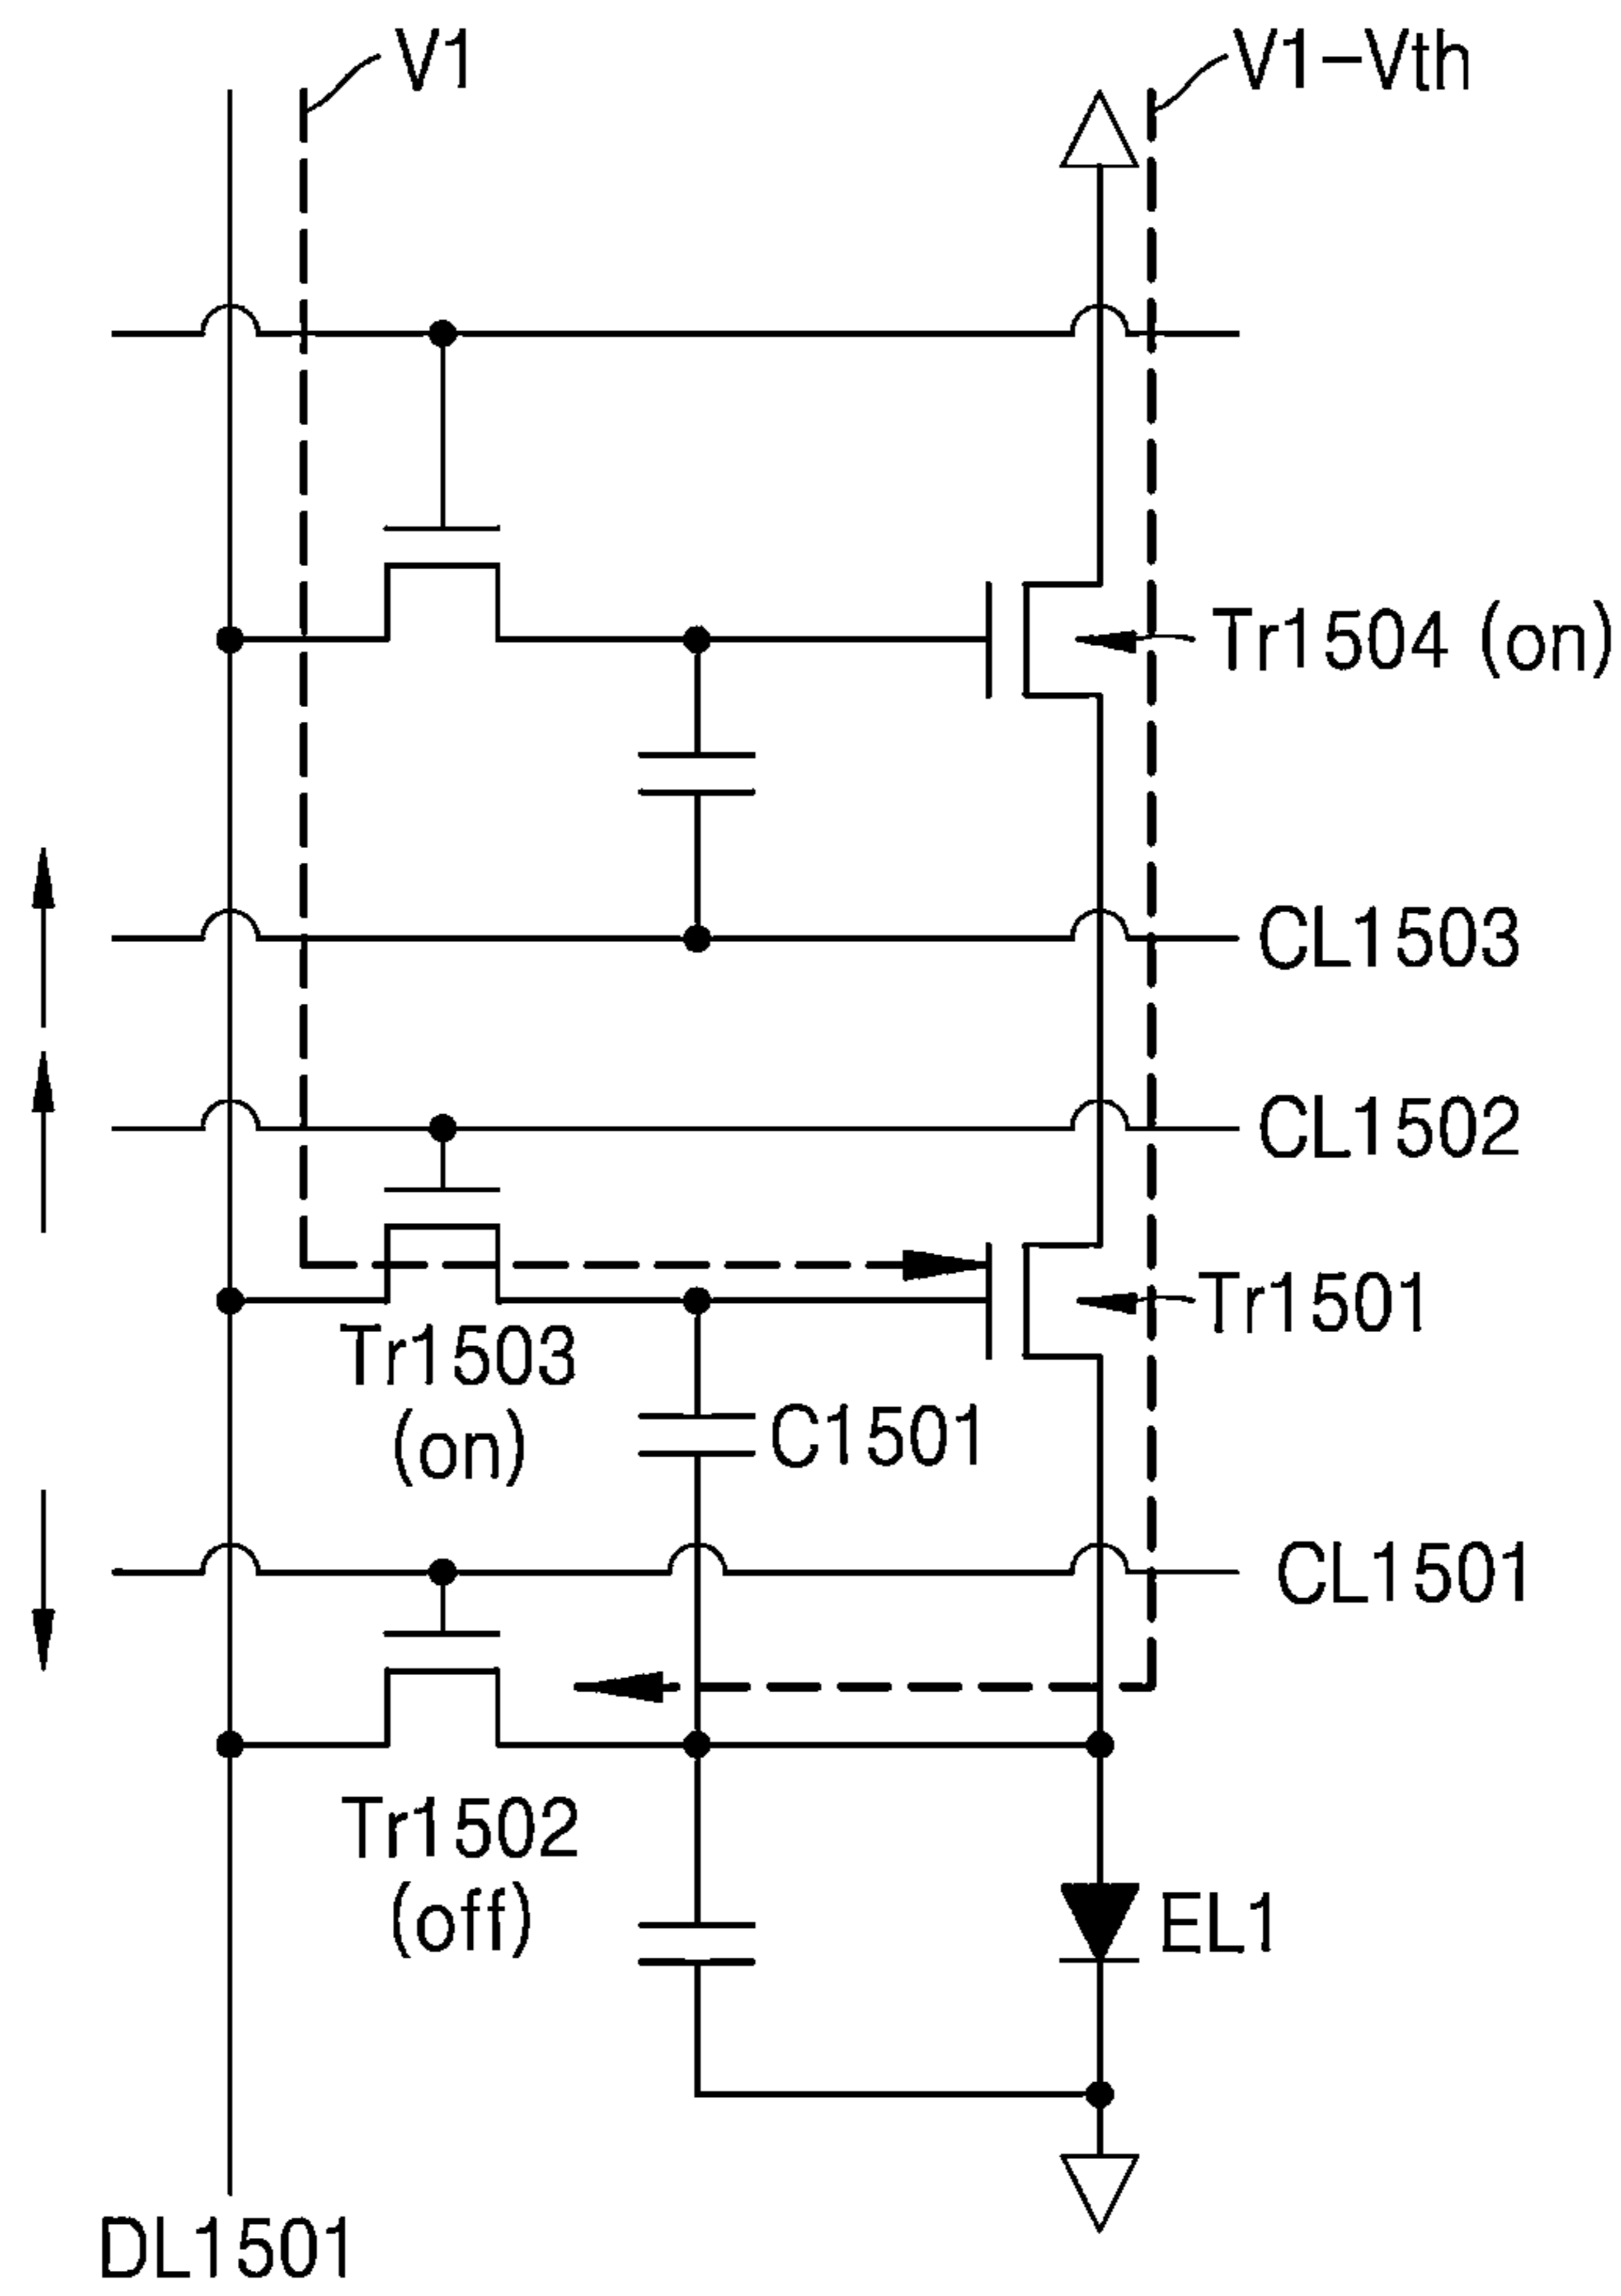 V1
V1-Vth
Tr1504 (on)
CL1503
CL1502
Tr1501
Tr1503
(on)
C1501
CL1501
Tr1502
(off)
EL1
DL1501